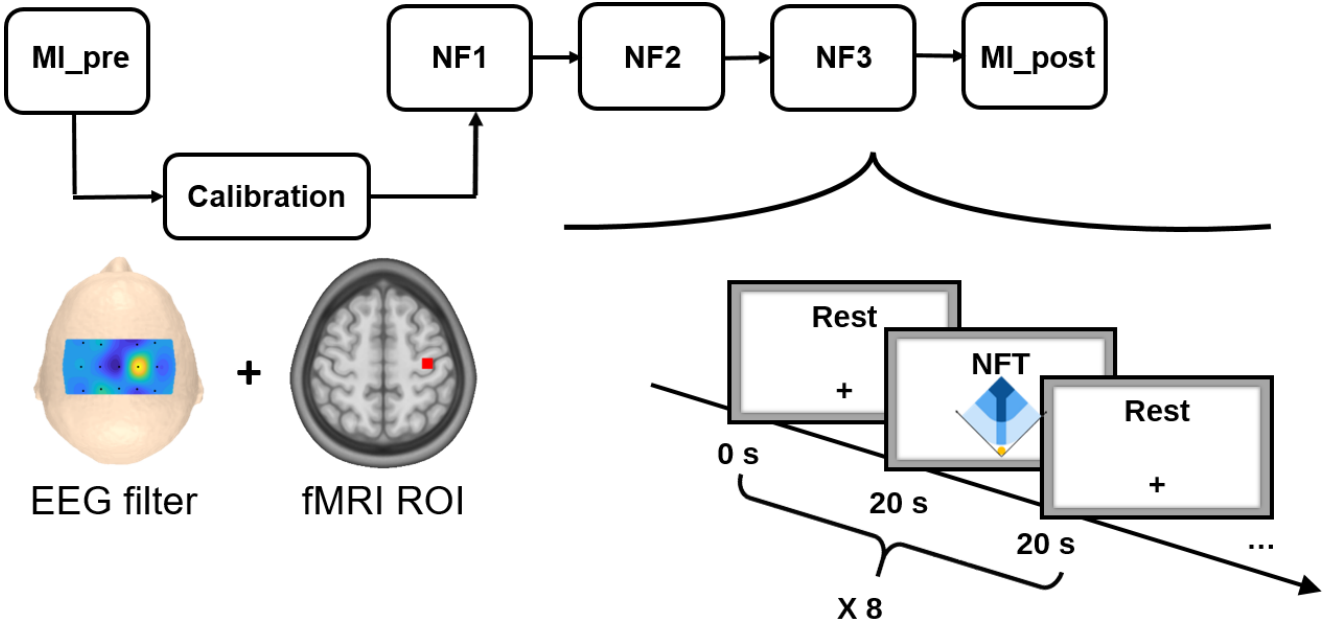 MI_pre
NF1
NF2
NF3
MI_post
Calibration
+
EEG filter
fMRI ROI
Rest
+
NFT
Rest
+
0 s
20 s
20 s
...
X 8